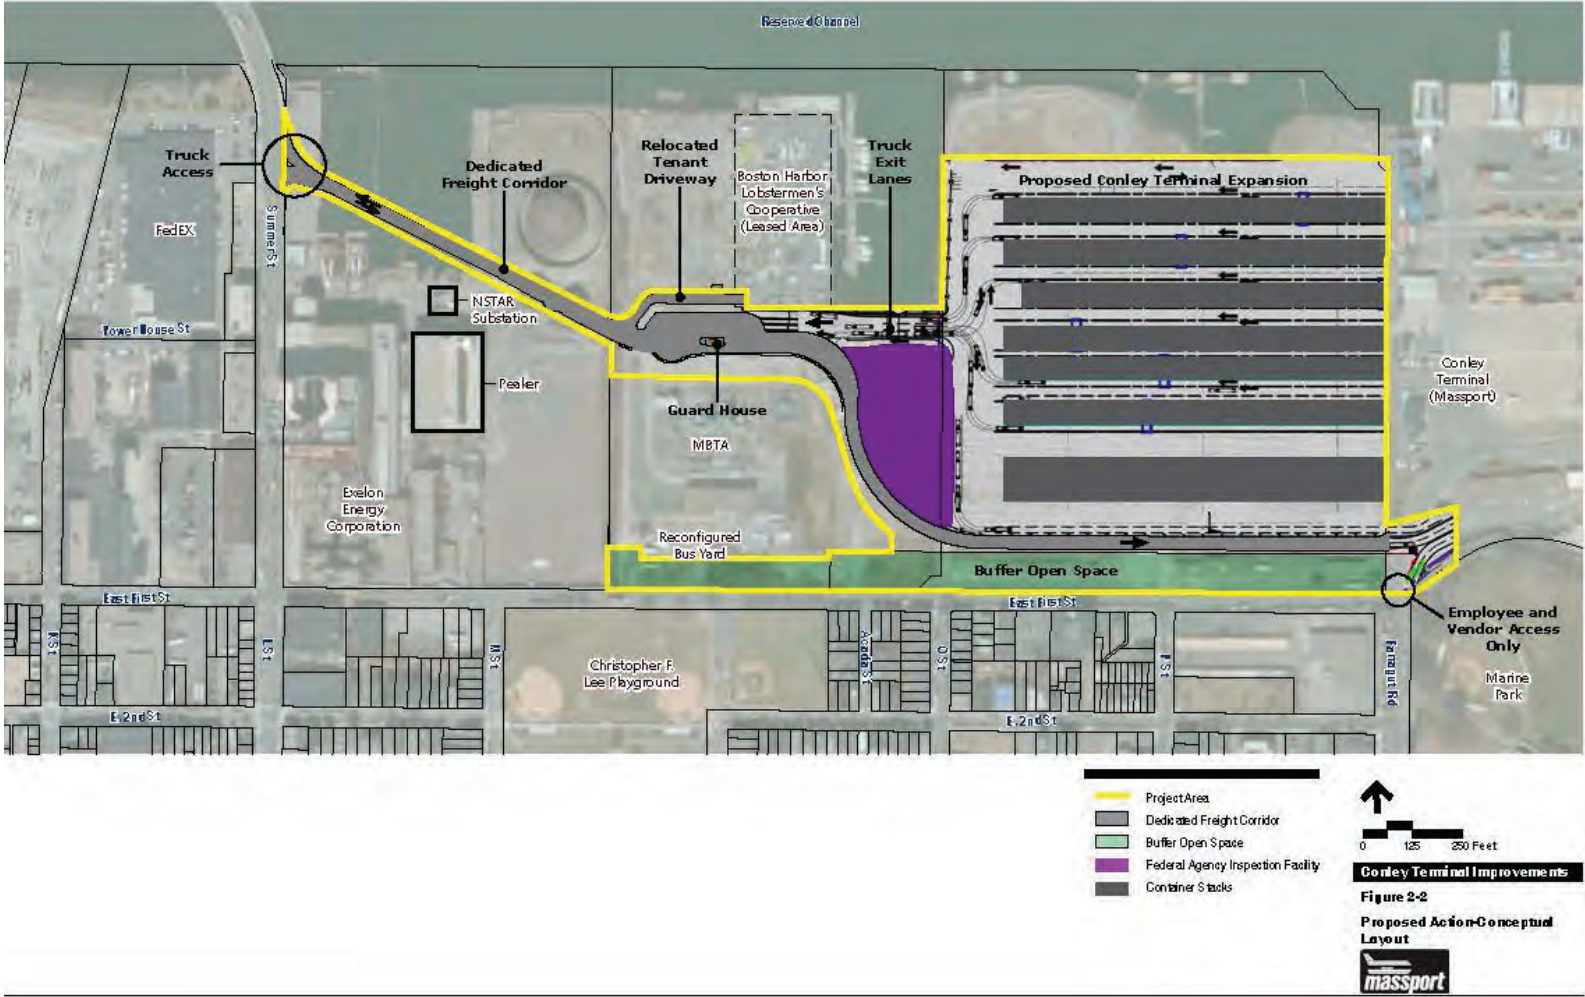 Reserved Channel
Truck
Access
Dedicated
Freight Corridor
Relocated
Tenant
Driveway
Boston Harbor
Lobstermen's
Cooperative
(Leased Area)
Truck
Exit
Lanes
Proposed Conley Terminal Expansion
FedEX
Summer St
NSTAR
Substation
Power House St
Peaker
Guard House
MBTA
Conley
Terminal
(Massport)
Exelon
Energy
Corporation
Reconfigured
Bus Yard
Buffer Open Space
East First St
East First St
Employee and
Vendor Access
Only
K St
L St
M St
Christopher F.
Lee Playground
Acadia St
O St
P St
Farragut Rd
Marine
Park
E. 2nd St
E. 2nd St
Project Area
Dedicated Freight Corridor
Buffer Open Space
Federal Agency Inspection Facility
Container Stacks
0 125 250 Feet
Conley Terminal Improvements
Figure 2-2
Proposed Action-Conceptual
Layout
massport